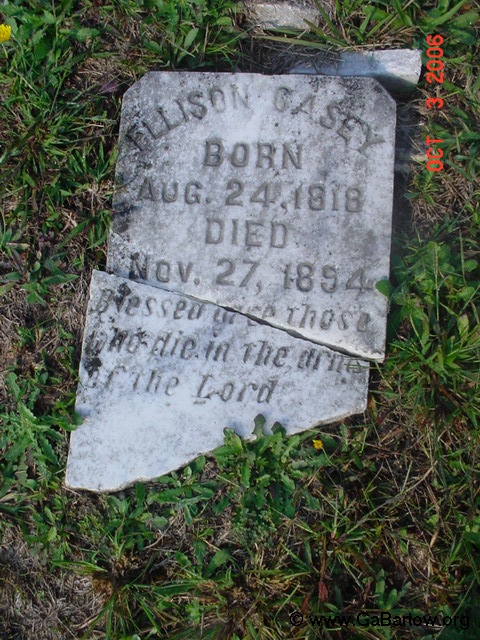 ELLISON CASEY
BORN
AUG. 24, 1818
DIED
NOV. 27, 1894
Blessed are those
who die in the arms
of the Lord
OCT 3 2006
© www.GaBartow.org